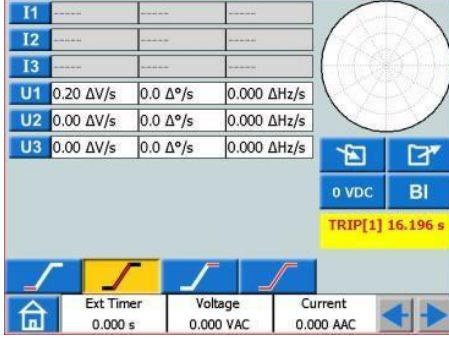 I1 ----- ----- -----
I2 ----- ----- -----
I3 ----- ----- -----
U1 0.20 ΔV/s 0.0 Δ°/s 0.000 ΔHz/s
U2 0.00 ΔV/s 0.0 Δ°/s 0.000 ΔHz/s
U3 0.00 ΔV/s 0.0 Δ°/s 0.000 ΔHz/s
0 VDC BI
TRIP[1] 16.196 s
Ext Timer Voltage Current
0.000 s 0.000 VAC 0.000 AAC